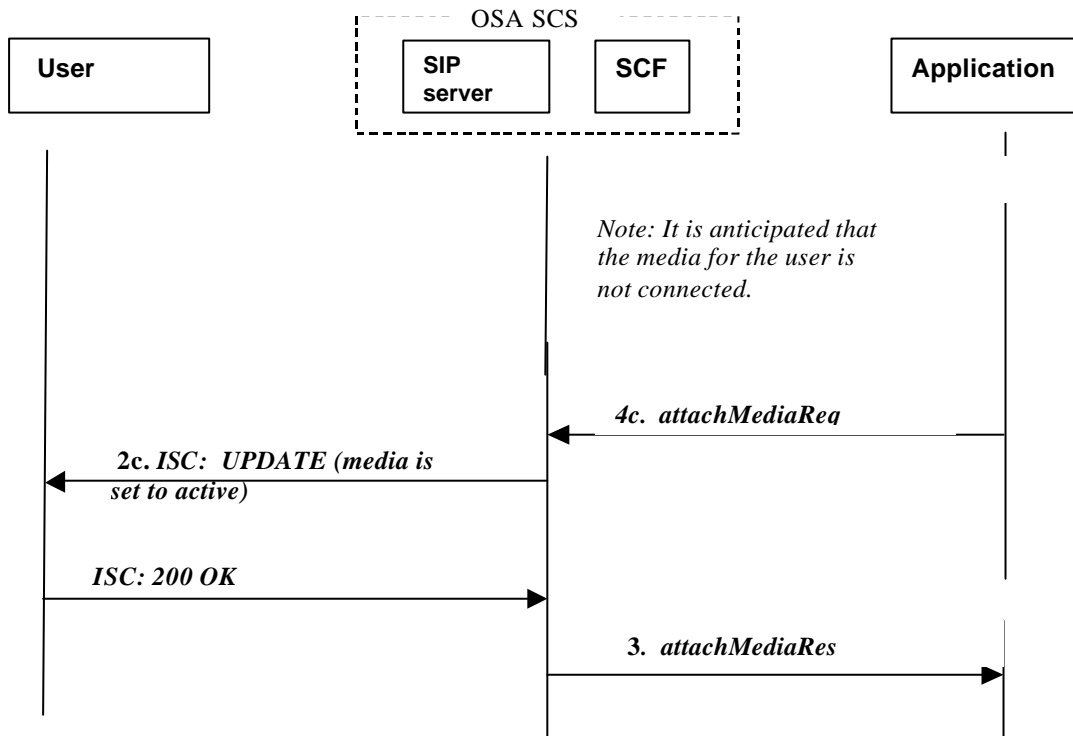 OSA SCS
User
SIP
server
SCF
Application
Note: It is anticipated that
the media for the user is
not connected.
4c. attachMediaReq
2c. ISC: UPDATE (media is
set to active)
ISC: 200 OK
3. attachMediaRes